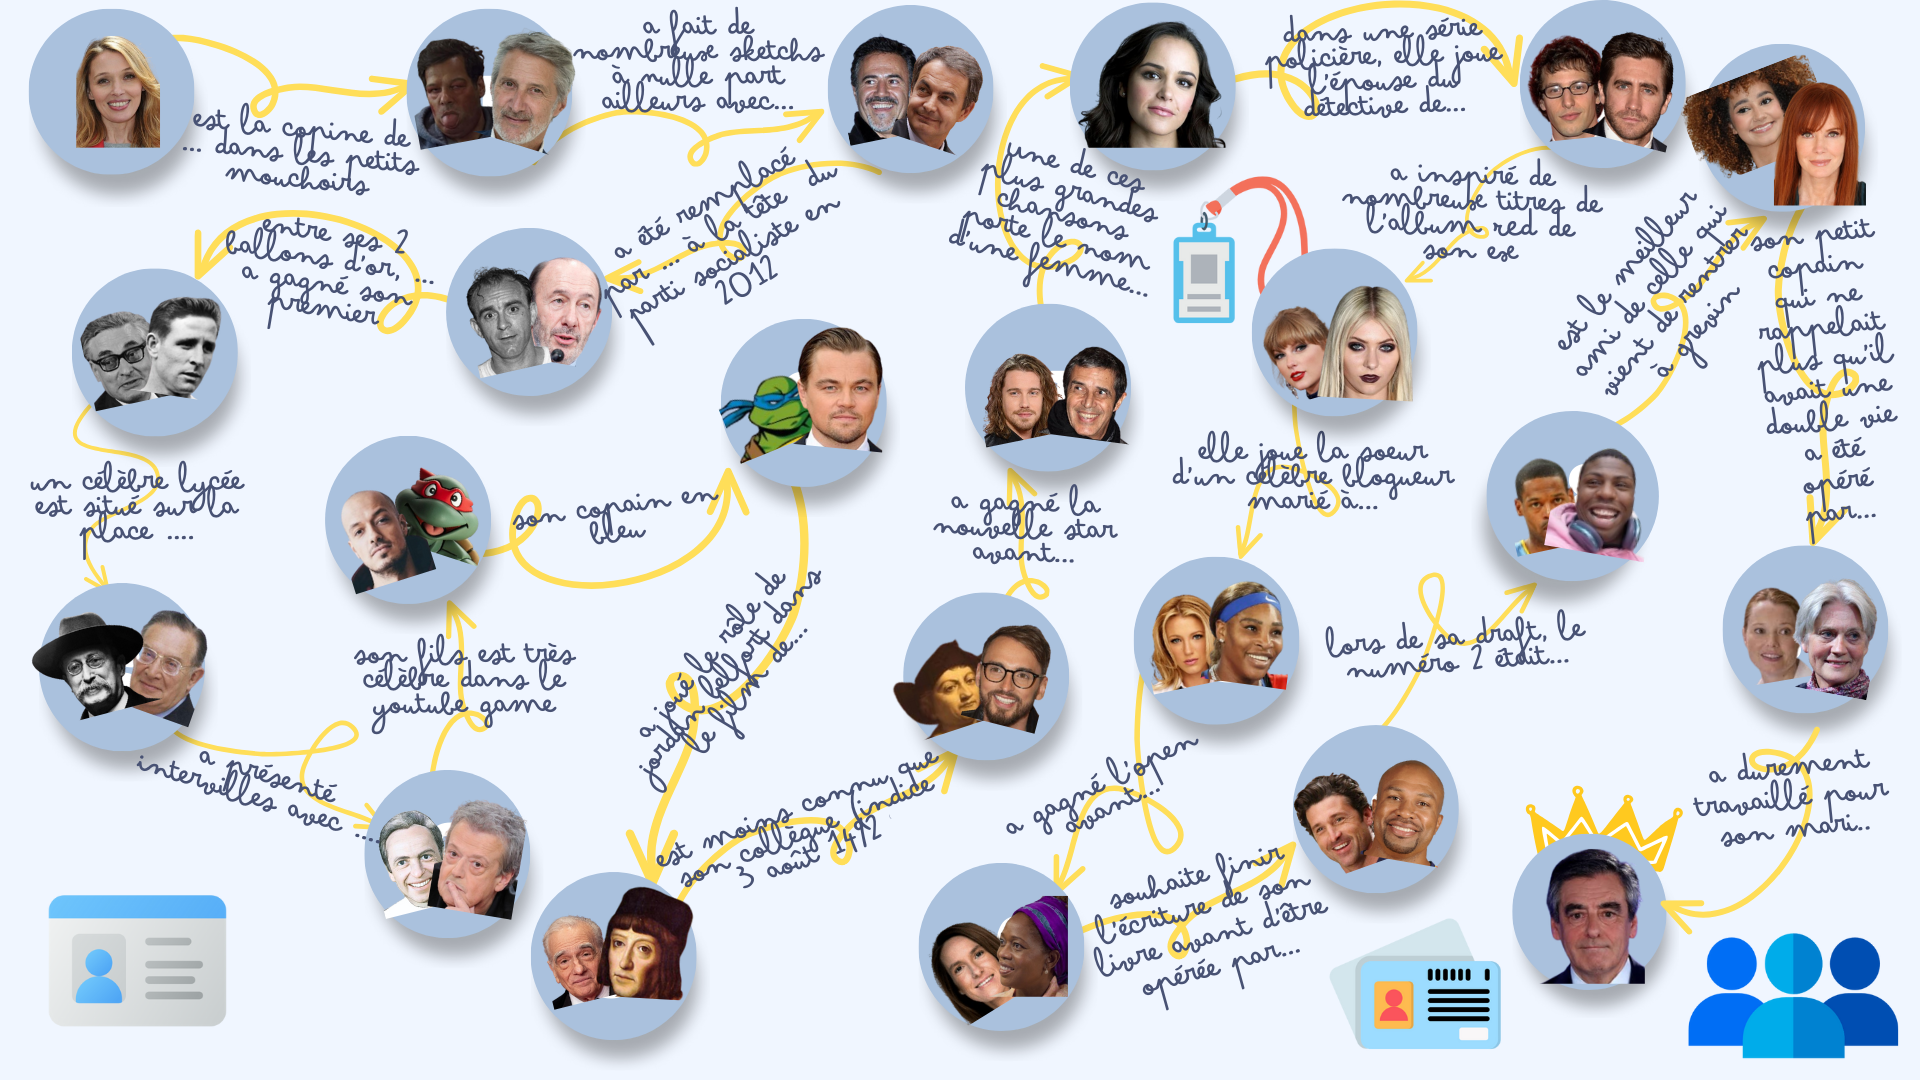 est la copine de
... dans les petits
mouchoirs
a fait de
nombreuse sketchs
à nulle part
ailleurs avec...
a été remplacé
par ... à la tête du
parti socialiste en
2012
entre ses 2
ballons d'or, ...
a gagné son
premier
un célèbre lycée
est situé sur la
place ....
a présenté
intervilles avec ...
son fils est très
célèbre dans le
youtube game
son copain en
bleu
a joué le rôle de
jordan belfort dans
le film de...
est moins connu que
son collègue (indice
3 août 1492
a gagné la
nouvelle star
avant...
une de ces
plus grandes
chansons
porte le nom
d'une femme...
dans une série
policière, elle joue
l'épouse du
détective de...
a inspiré de
nombreuse titres de
l'album red de
son exe
elle joue la soeur
d'un célèbre blogueur
marié à...
a gagné l'open
avant...
souhaite finir
l'écriture de son
livre avant d'être
opérée par...
lors de sa draft, le
numéro 2 était...
est le meilleur
ami de celle qui
vient de rentrer
à grevin
son petit
copain
qui ne
rappelait
plus qu'il
avait une
double vie
a été
opéré
par...
a durement
travaillé pour
son mari..